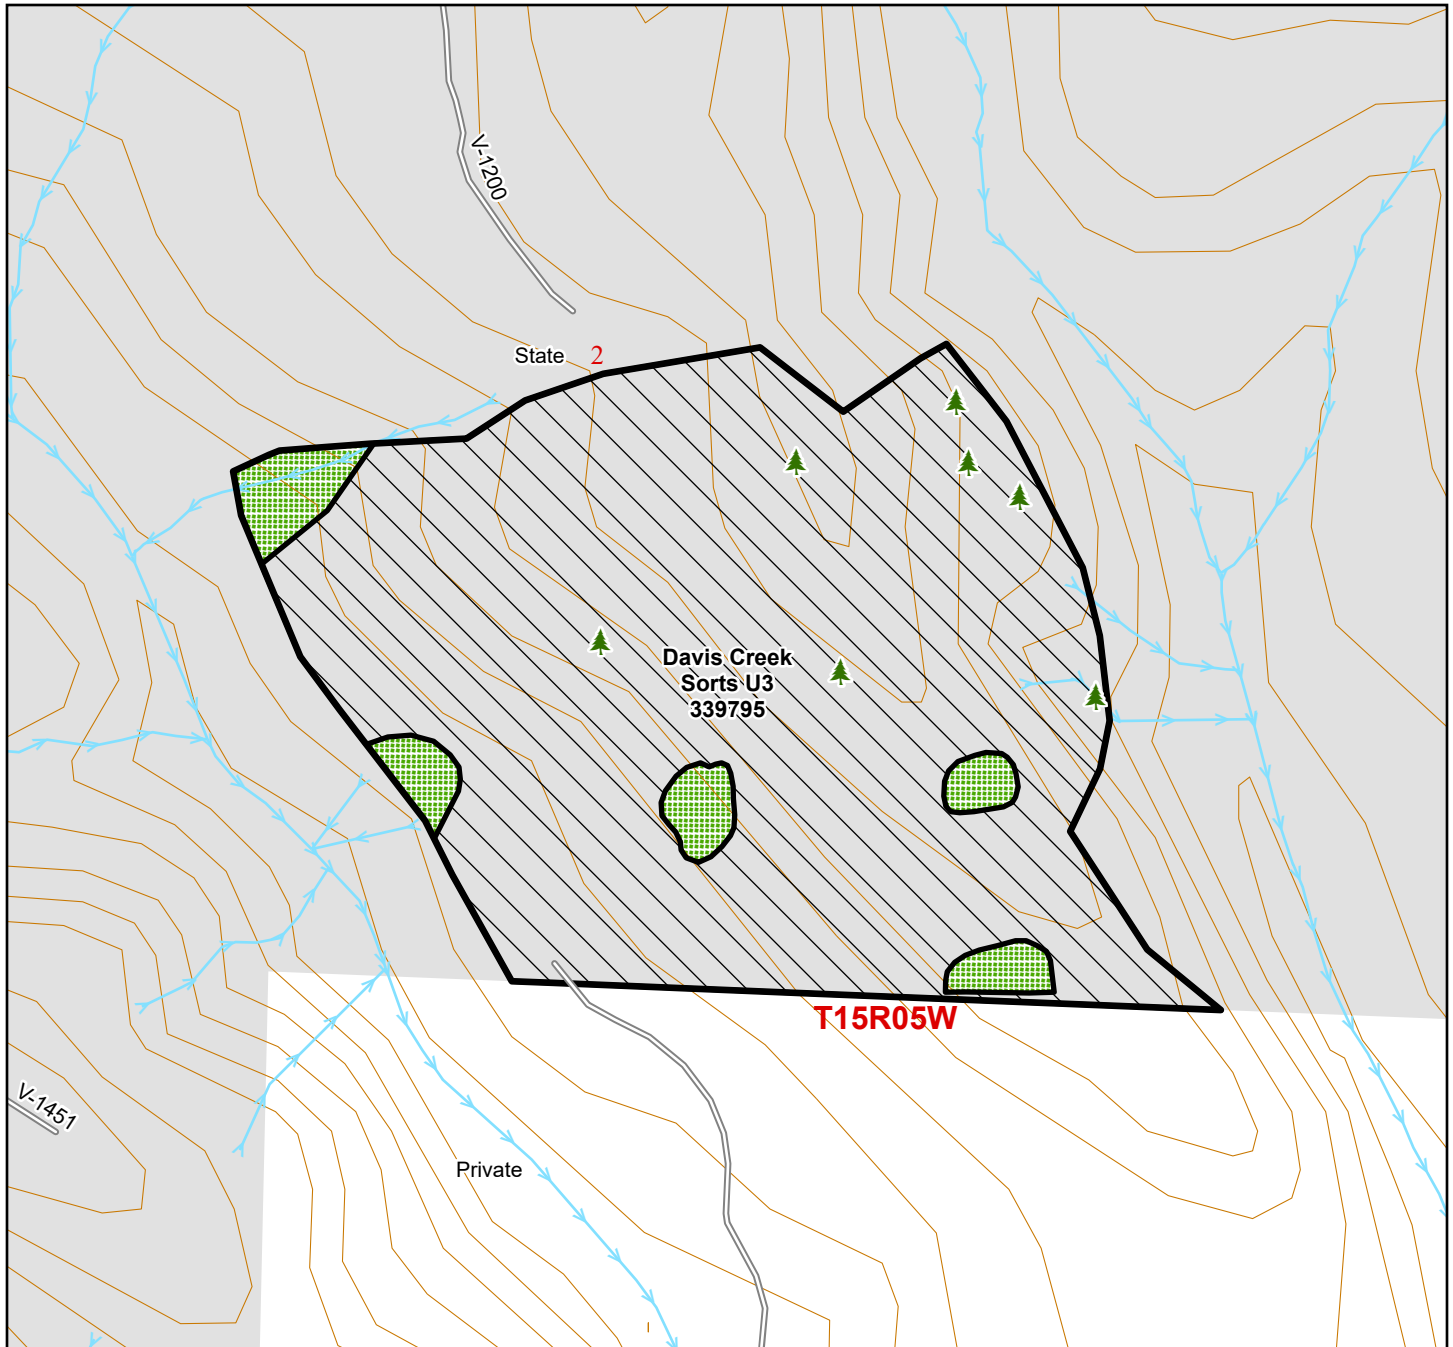 V-1200
State
2
Davis Creek
Sorts U3
339795
T15R05W
V-1451
Private